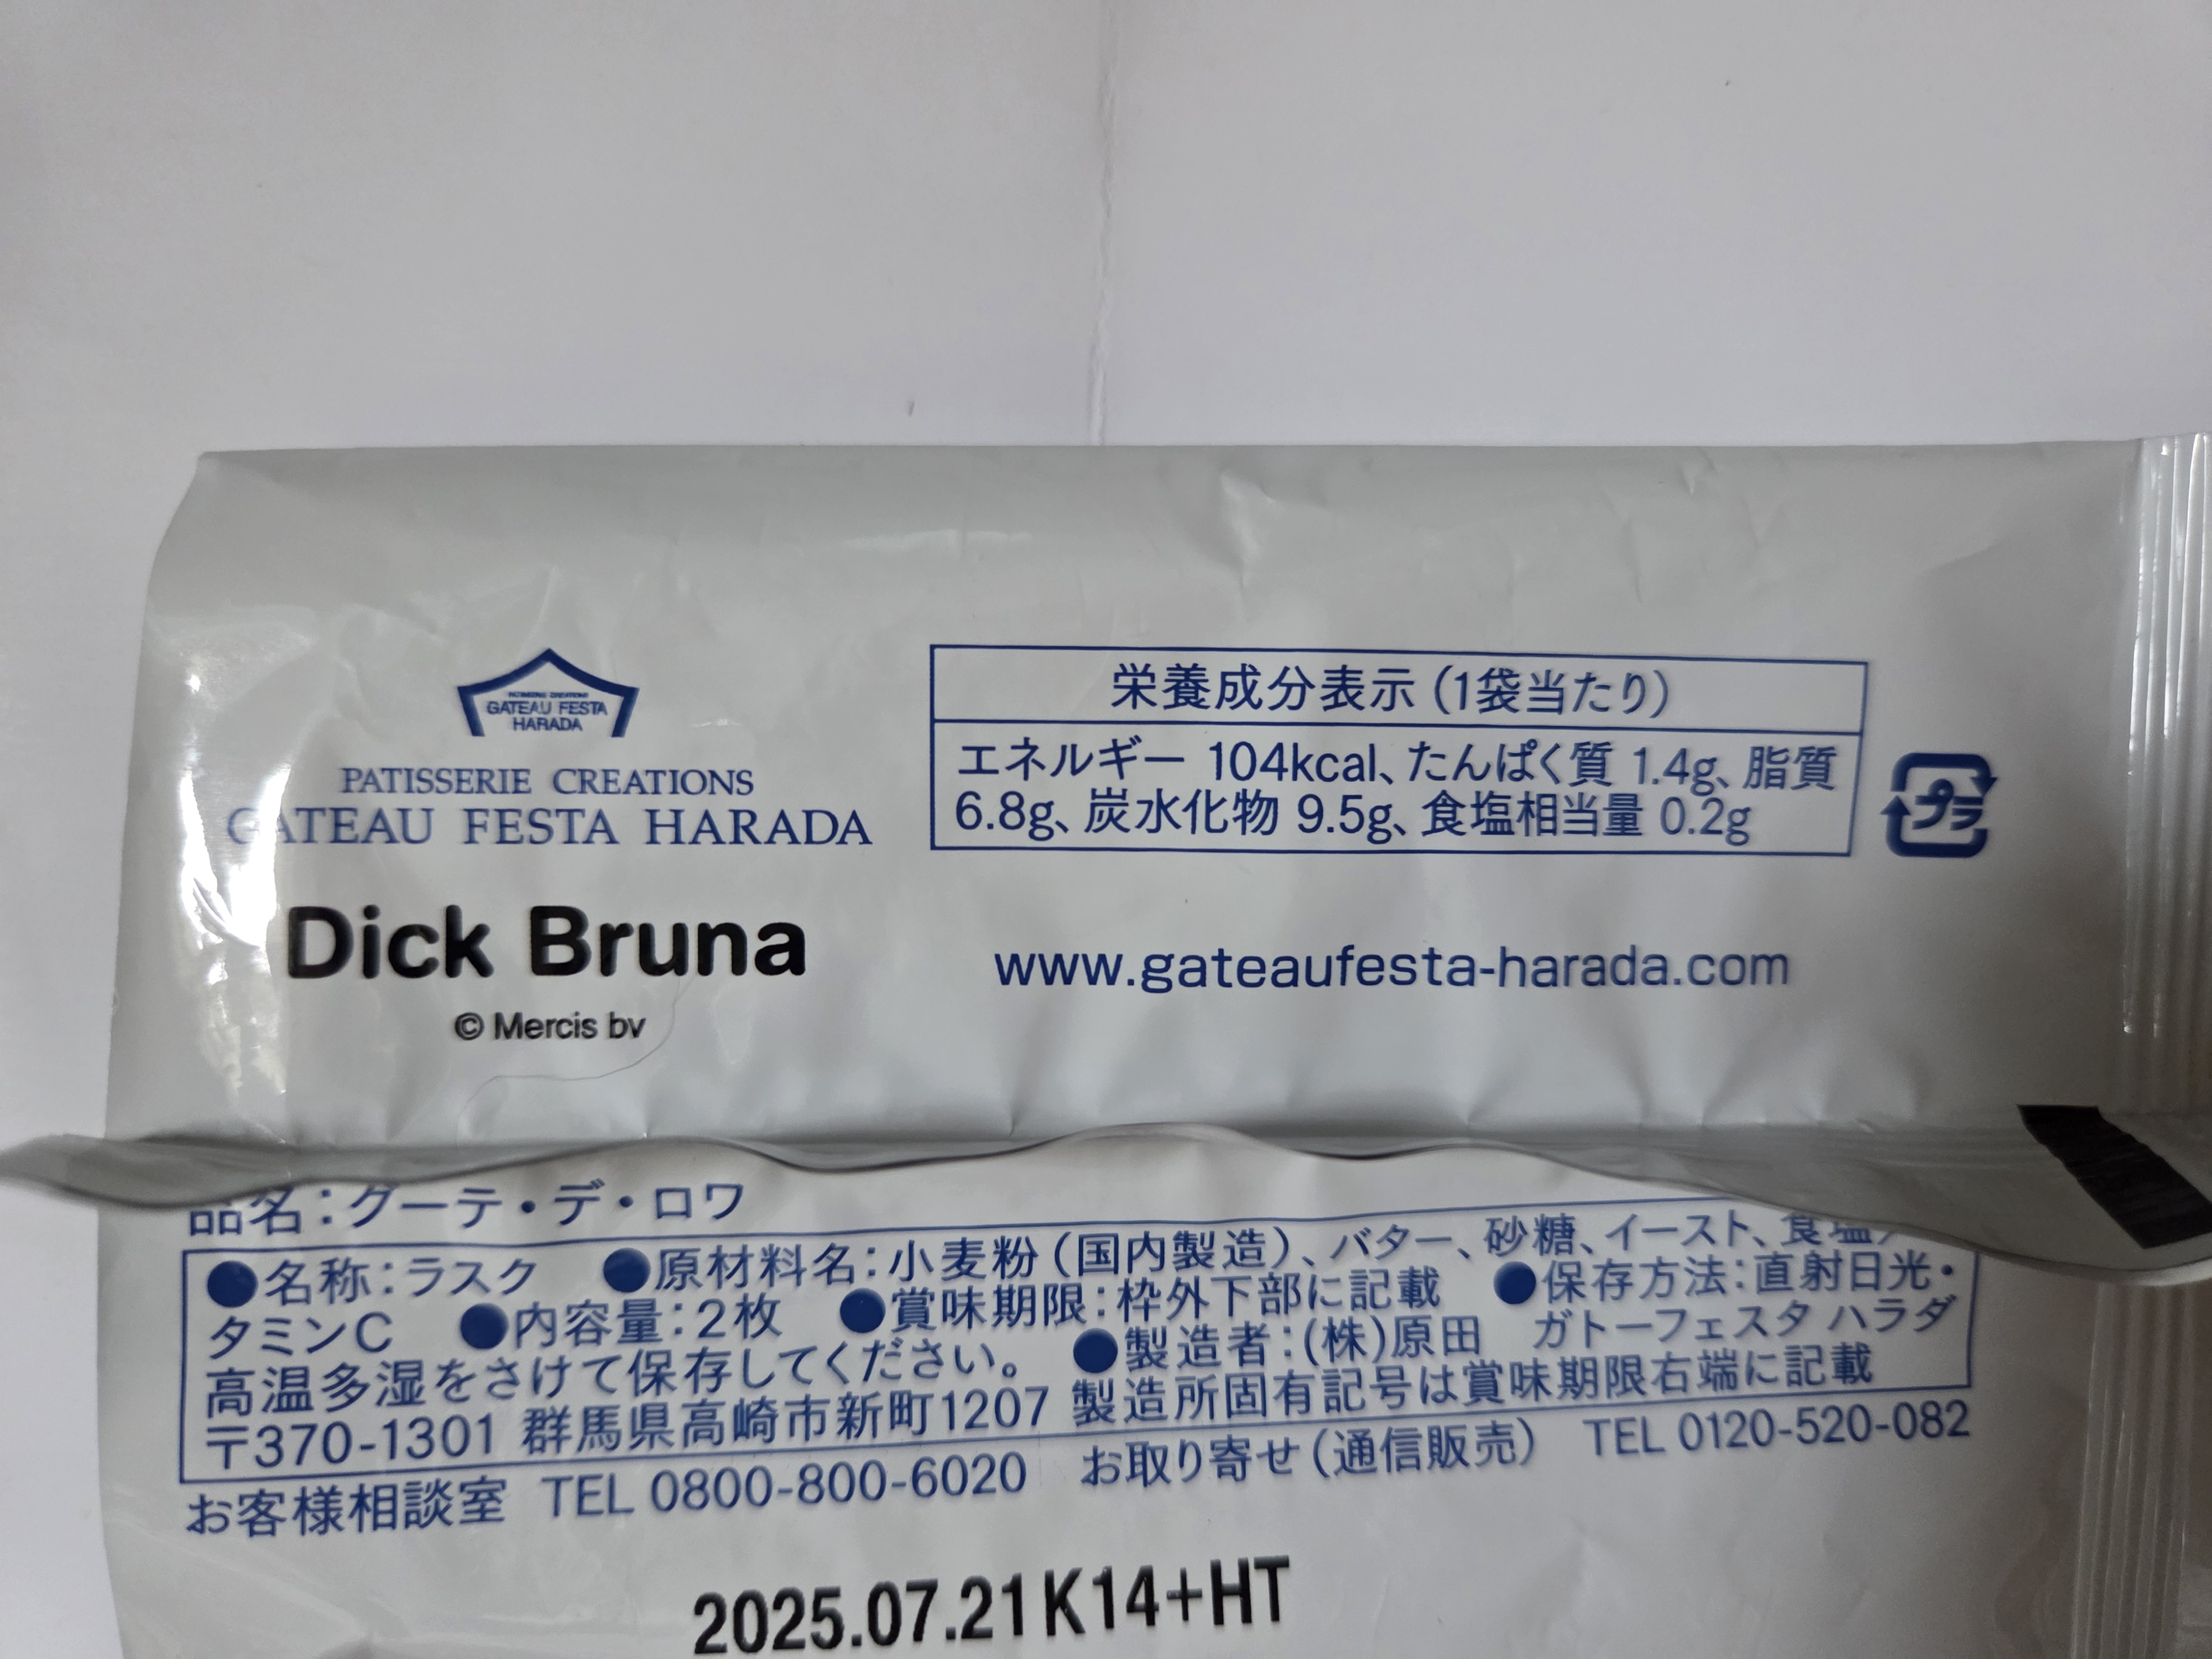 PATISSERIE CREATIONS
GATEAU FESTA
HARADA
PATISSERIE CREATIONS
GATEAU FESTA HARADA
Dick Bruna
© Mercis bv
栄養成分表示（1袋当たり）
エネルギー 104kcal、たんぱく質 1.4g、脂質
6.8g、炭水化物 9.5g、食塩相当量 0.2g
プラ
www.gateaufesta-harada.com
品名：グーテ・デ・ロワ
●名称：ラスク ●原材料名：小麦粉（国内製造）、バター、砂糖、イースト、食塩／
タミンC ●内容量：2枚 ●賞味期限：枠外下部に記載 ●保存方法：直射日光・
高温多湿をさけて保存してください。 ●製造者：（株）原田 ガトーフェスタ ハラダ
〒370-1301 群馬県高崎市新町1207 製造所固有記号は賞味期限右端に記載
お客様相談室 TEL 0800-800-6020 お取り寄せ（通信販売） TEL 0120-520-082
2025.07.21K14+HT